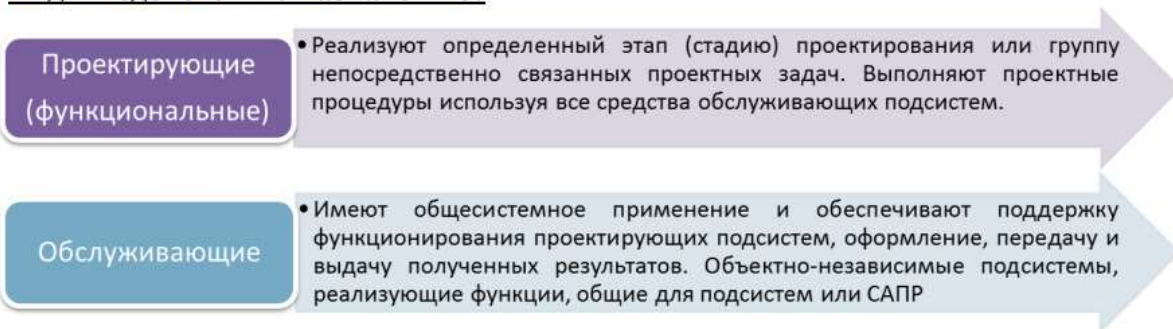 Проектирующие
(функциональные)
• Реализуют определенный этап (стадию) проектирования или группу
непосредственно связанных проектных задач. Выполняют проектные
процедуры используя все средства обслуживающих подсистем.
Обслуживающие
• Имеют общесистемное применение и обеспечивают поддержку
функционирования проектирующих подсистем, оформление, передачу и
выдачу полученных результатов. Объектно-независимые подсистемы,
реализующие функции, общие для подсистем или САПР